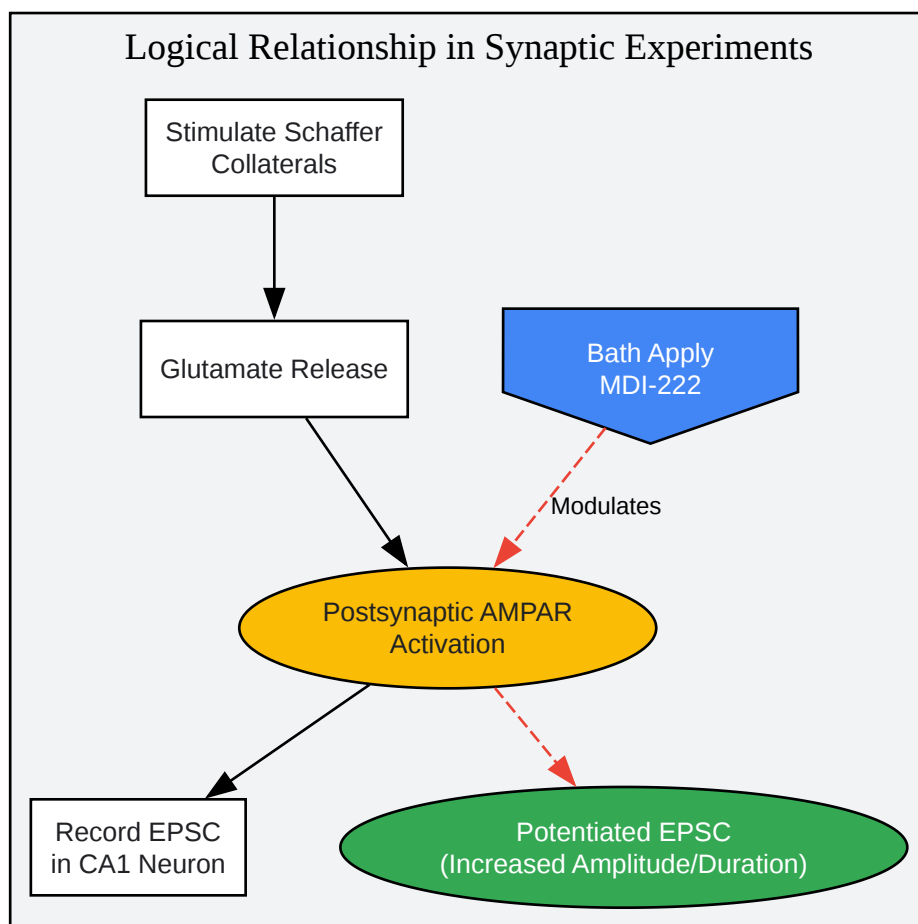 Logical Relationship in Synaptic Experiments
Stimulate Schaffer
Collaterals
Glutamate Release
Bath Apply
MDI-222
Modulates
Postsynaptic AMPAR
Activation
Record EPSC
in CA1 Neuron
Potentiated EPSC
(Increased Amplitude/Duration)